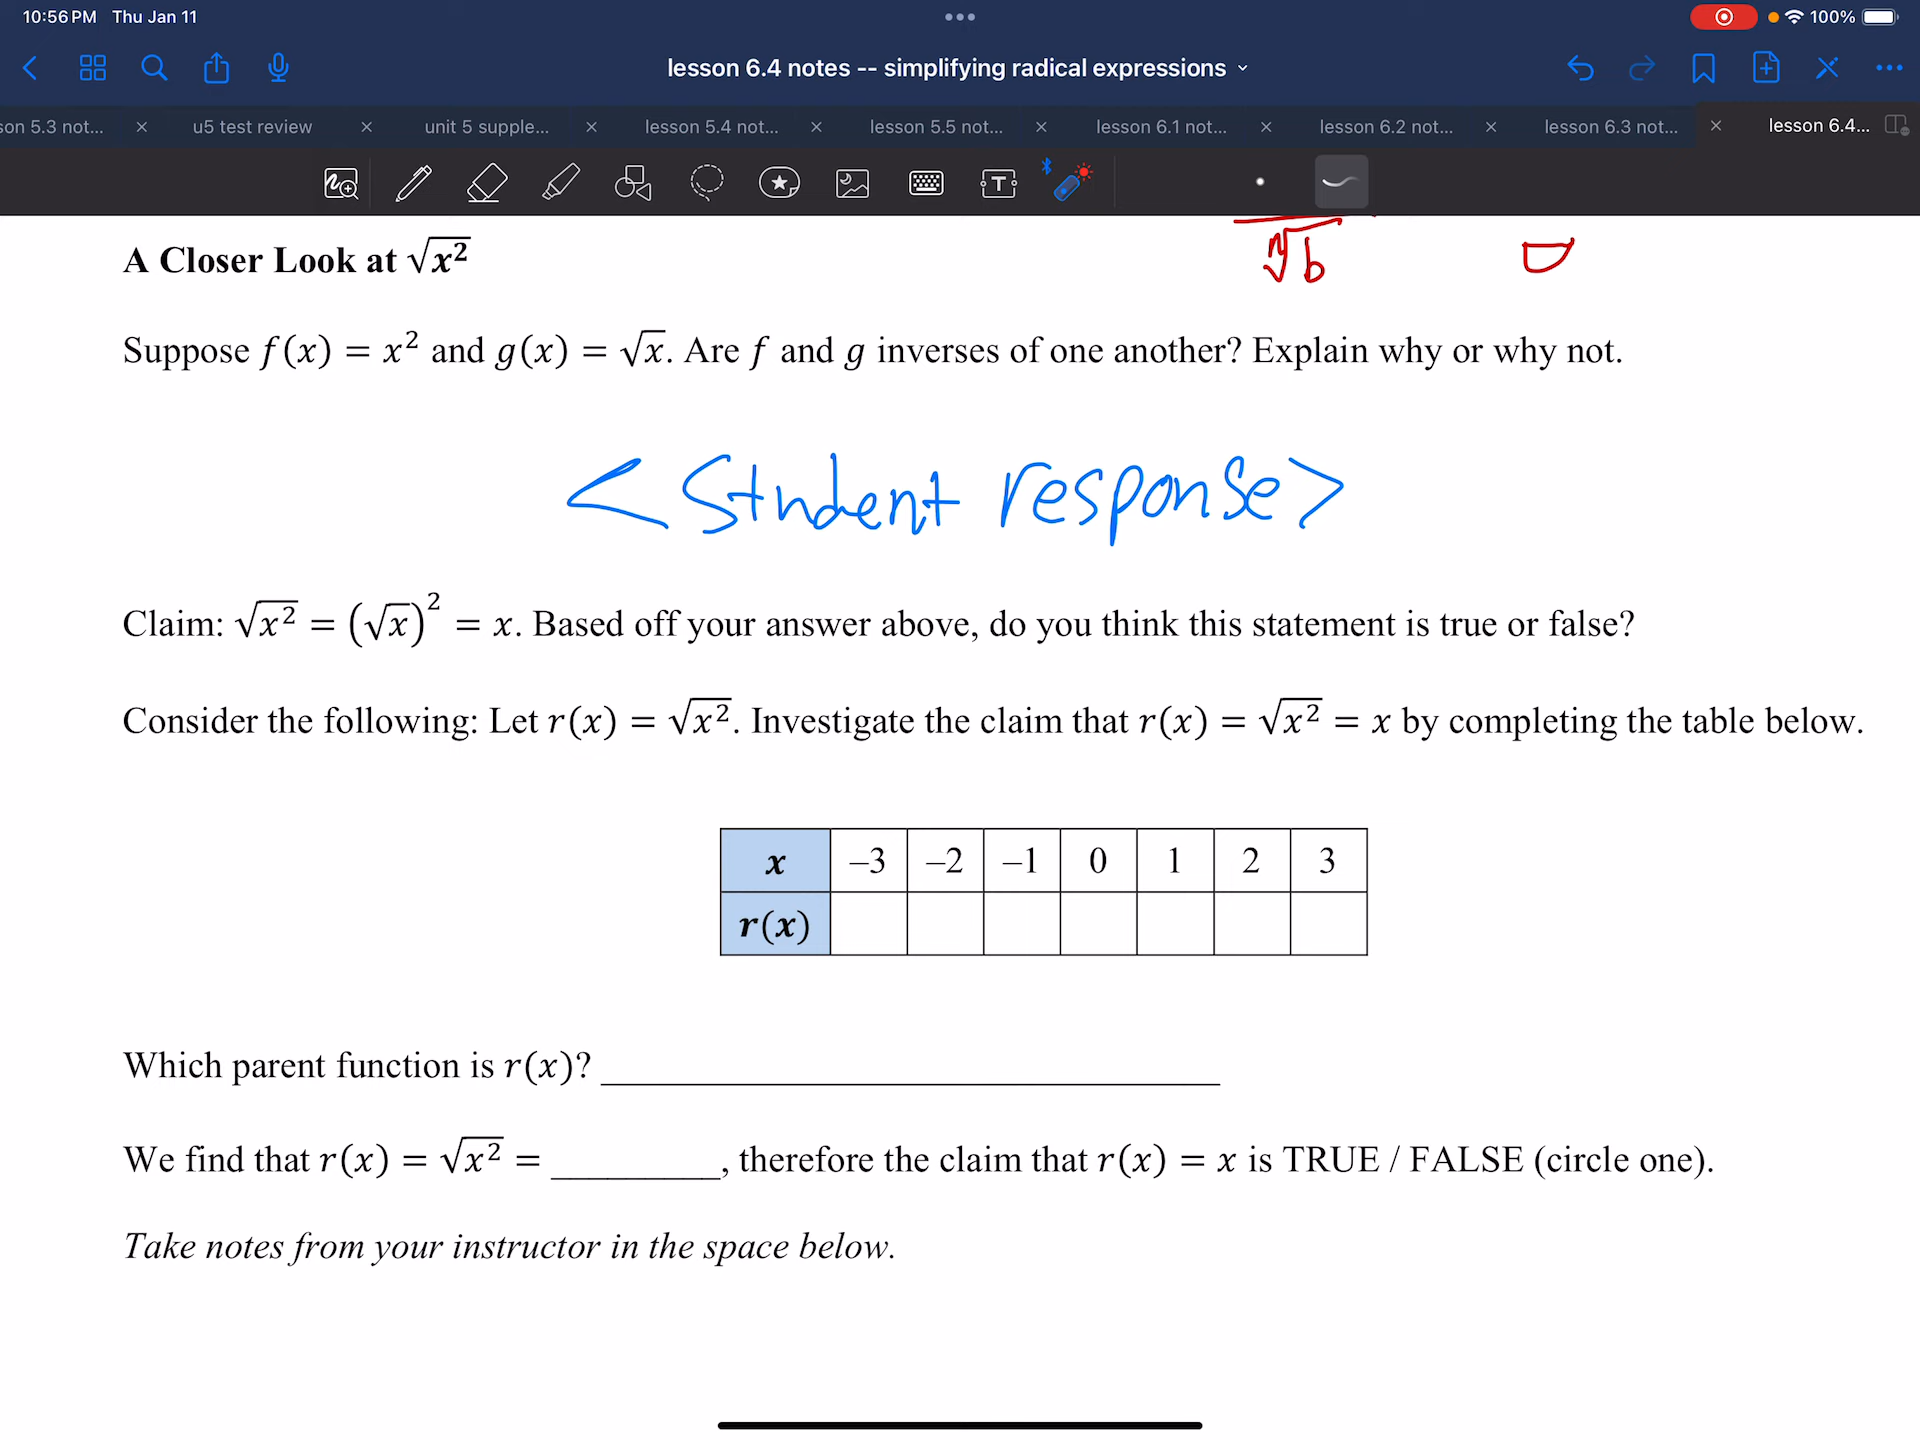 10:56 PM Thu Jan 11
100%
lesson 6.4 notes -- simplifying radical expressions
son 5.3 not... u5 test review unit 5 supple... lesson 5.4 not... lesson 5.5 not... lesson 6.1 not... lesson 6.2 not... lesson 6.3 not... lesson 6.4...
ⁿ√b
A Closer Look at √x²
Suppose f(x) = x² and g(x) = √x. Are f and g inverses of one another? Explain why or why not.
<Student response>
Claim: √x² = (√x)² = x. Based off your answer above, do you think this statement is true or false?
Consider the following: Let r(x) = √x². Investigate the claim that r(x) = √x² = x by completing the table below.
x –3 –2 –1 0 1 2 3
r(x)
Which parent function is r(x)? ______________________________
We find that r(x) = √x² = _________, therefore the claim that r(x) = x is TRUE / FALSE (circle one).
Take notes from your instructor in the space below.